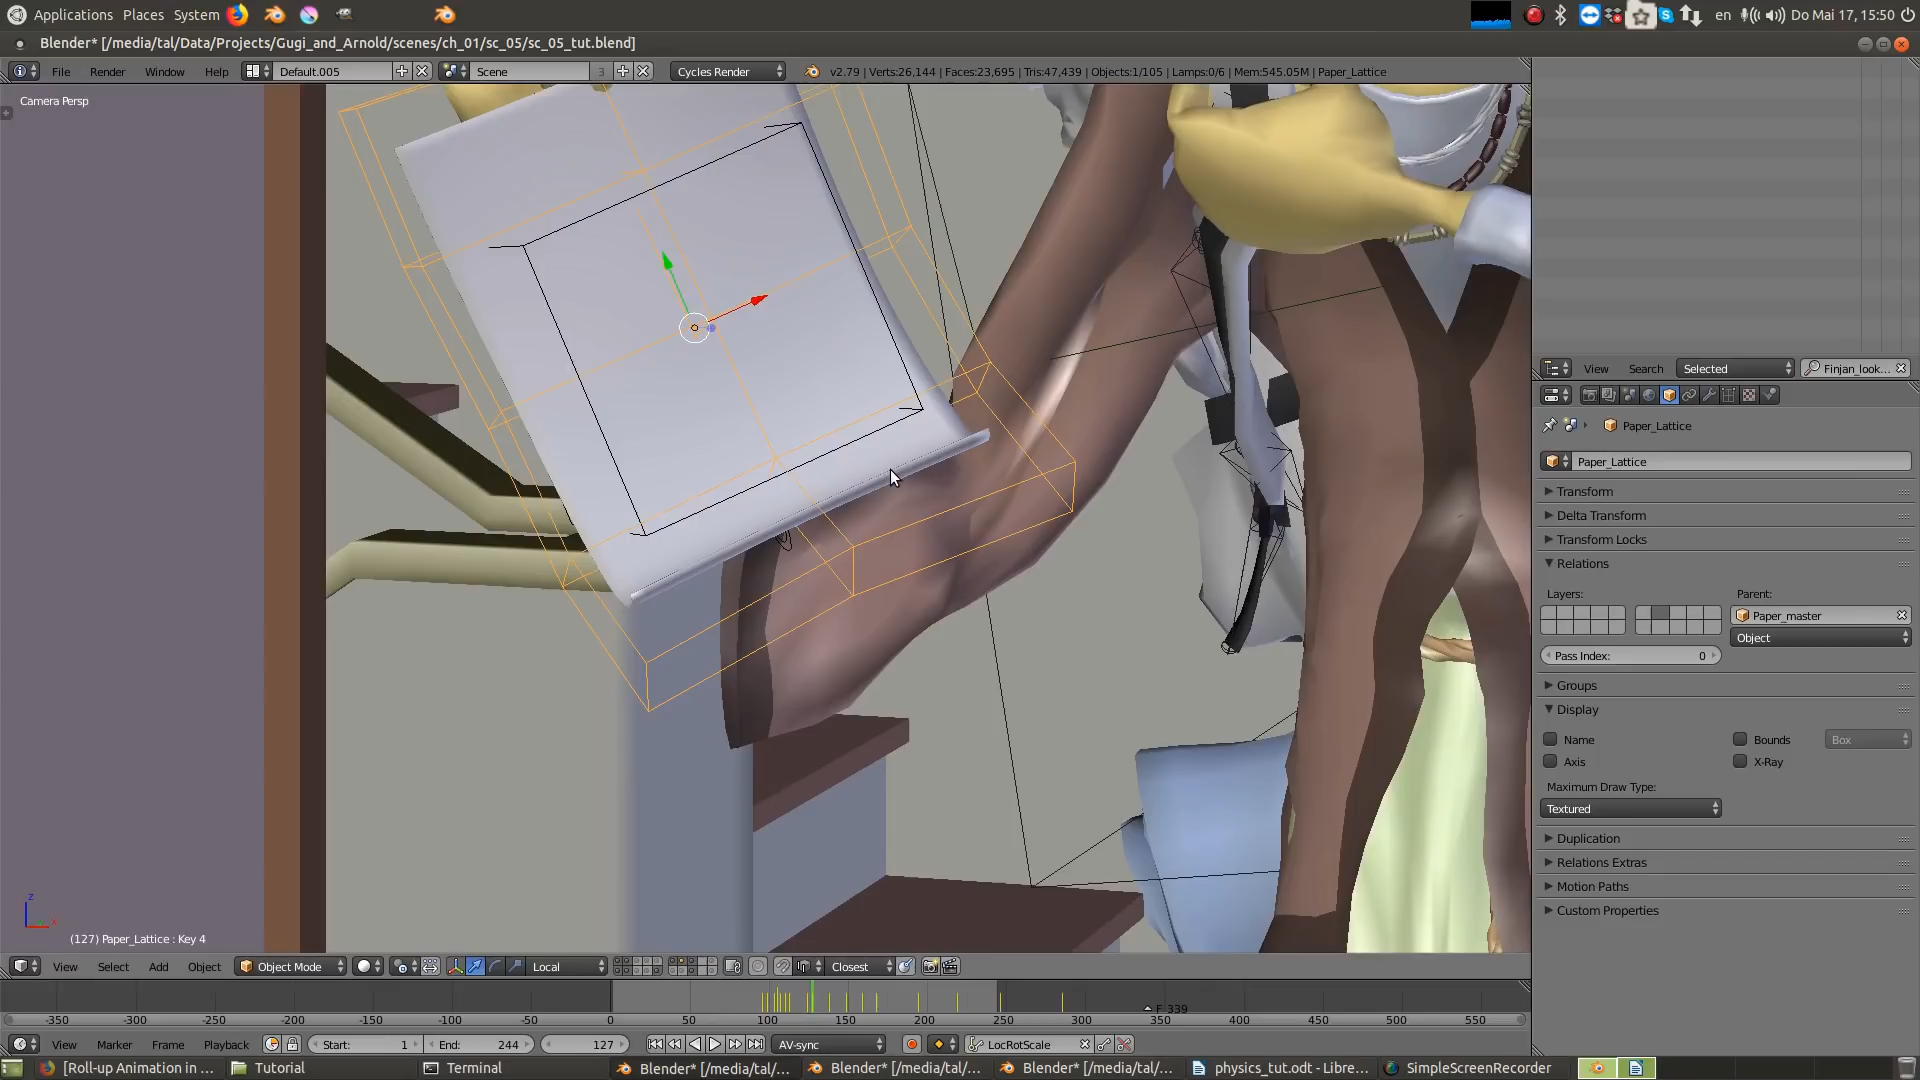 Applications Places System en Do Mai 17, 15:50
Blender* [/media/tal/Data/Projects/Gugi_and_Arnold/scenes/ch_01/sc_05/sc_05_tut.blend]
File Render Window Help Default.005 Scene 3 Cycles Render v2.79 | Verts:26,144 | Faces:23,695 | Tris:47,439 | Objects:1/105 | Lamps:0/6 | Mem:545.05M | Paper_Lattice
Camera Persp
View Search Selected Finjan_look...
Paper_Lattice
Paper_Lattice
Transform
Delta Transform
Transform Locks
Relations
Layers: Parent:
Paper_master
Object
Pass Index: 0
Groups
Display
Name Bounds Box
Axis X-Ray
Maximum Draw Type:
Textured
Duplication
Relations Extras
Motion Paths
Custom Properties
z
x
(127) Paper_Lattice : Key 4
View Select Add Object Object Mode Local Closest
F_339
-350 -300 -250 -200 -150 -100 -50 0 50 100 150 200 250 300 350 400 450 500 550
View Marker Frame Playback Start: 1 End: 244 127 AV-sync LocRotScale
[Roll-up Animation in ... Tutorial Terminal Blender* [/media/tal/... Blender* [/media/tal/... Blender* [/media/tal/... physics_tut.odt - Libre... SimpleScreenRecorder